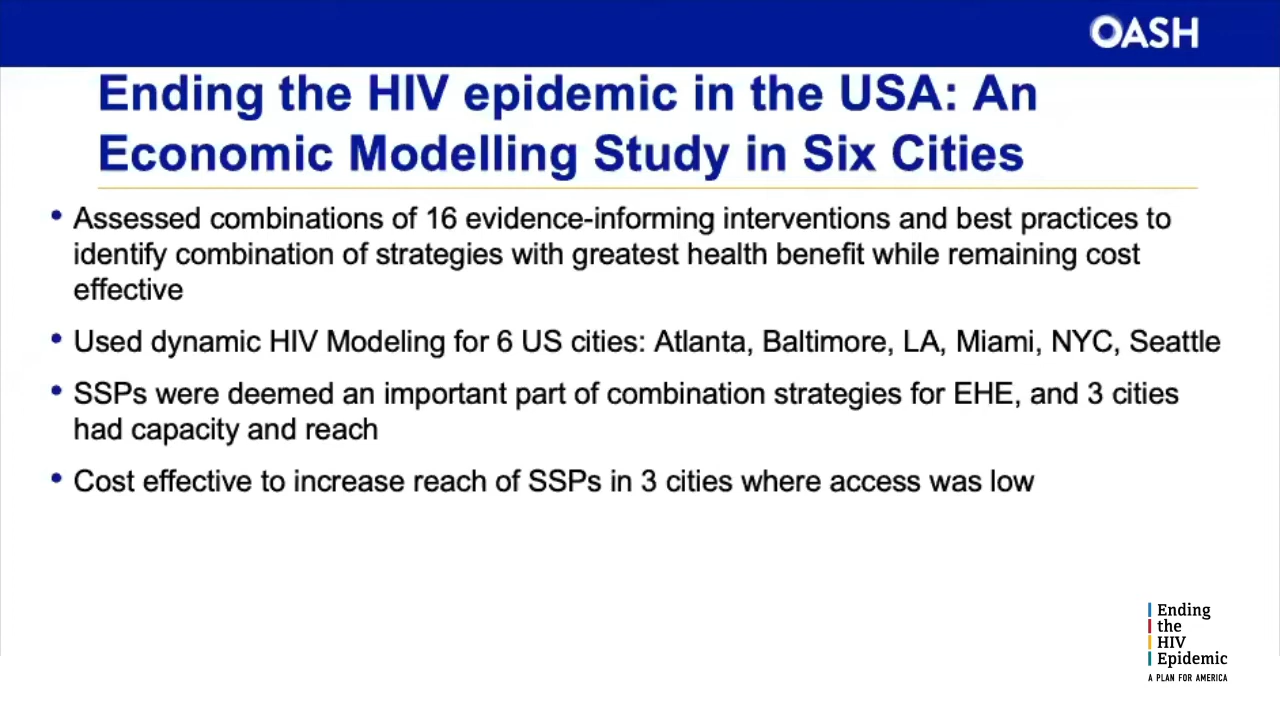 OASH
Ending the HIV epidemic in the USA: An
Economic Modelling Study in Six Cities
• Assessed combinations of 16 evidence-informing interventions and best practices to
identify combination of strategies with greatest health benefit while remaining cost
effective
• Used dynamic HIV Modeling for 6 US cities: Atlanta, Baltimore, LA, Miami, NYC, Seattle
• SSPs were deemed an important part of combination strategies for EHE, and 3 cities
had capacity and reach
• Cost effective to increase reach of SSPs in 3 cities where access was low
Ending
the
HIV
Epidemic
A PLAN FOR AMERICA